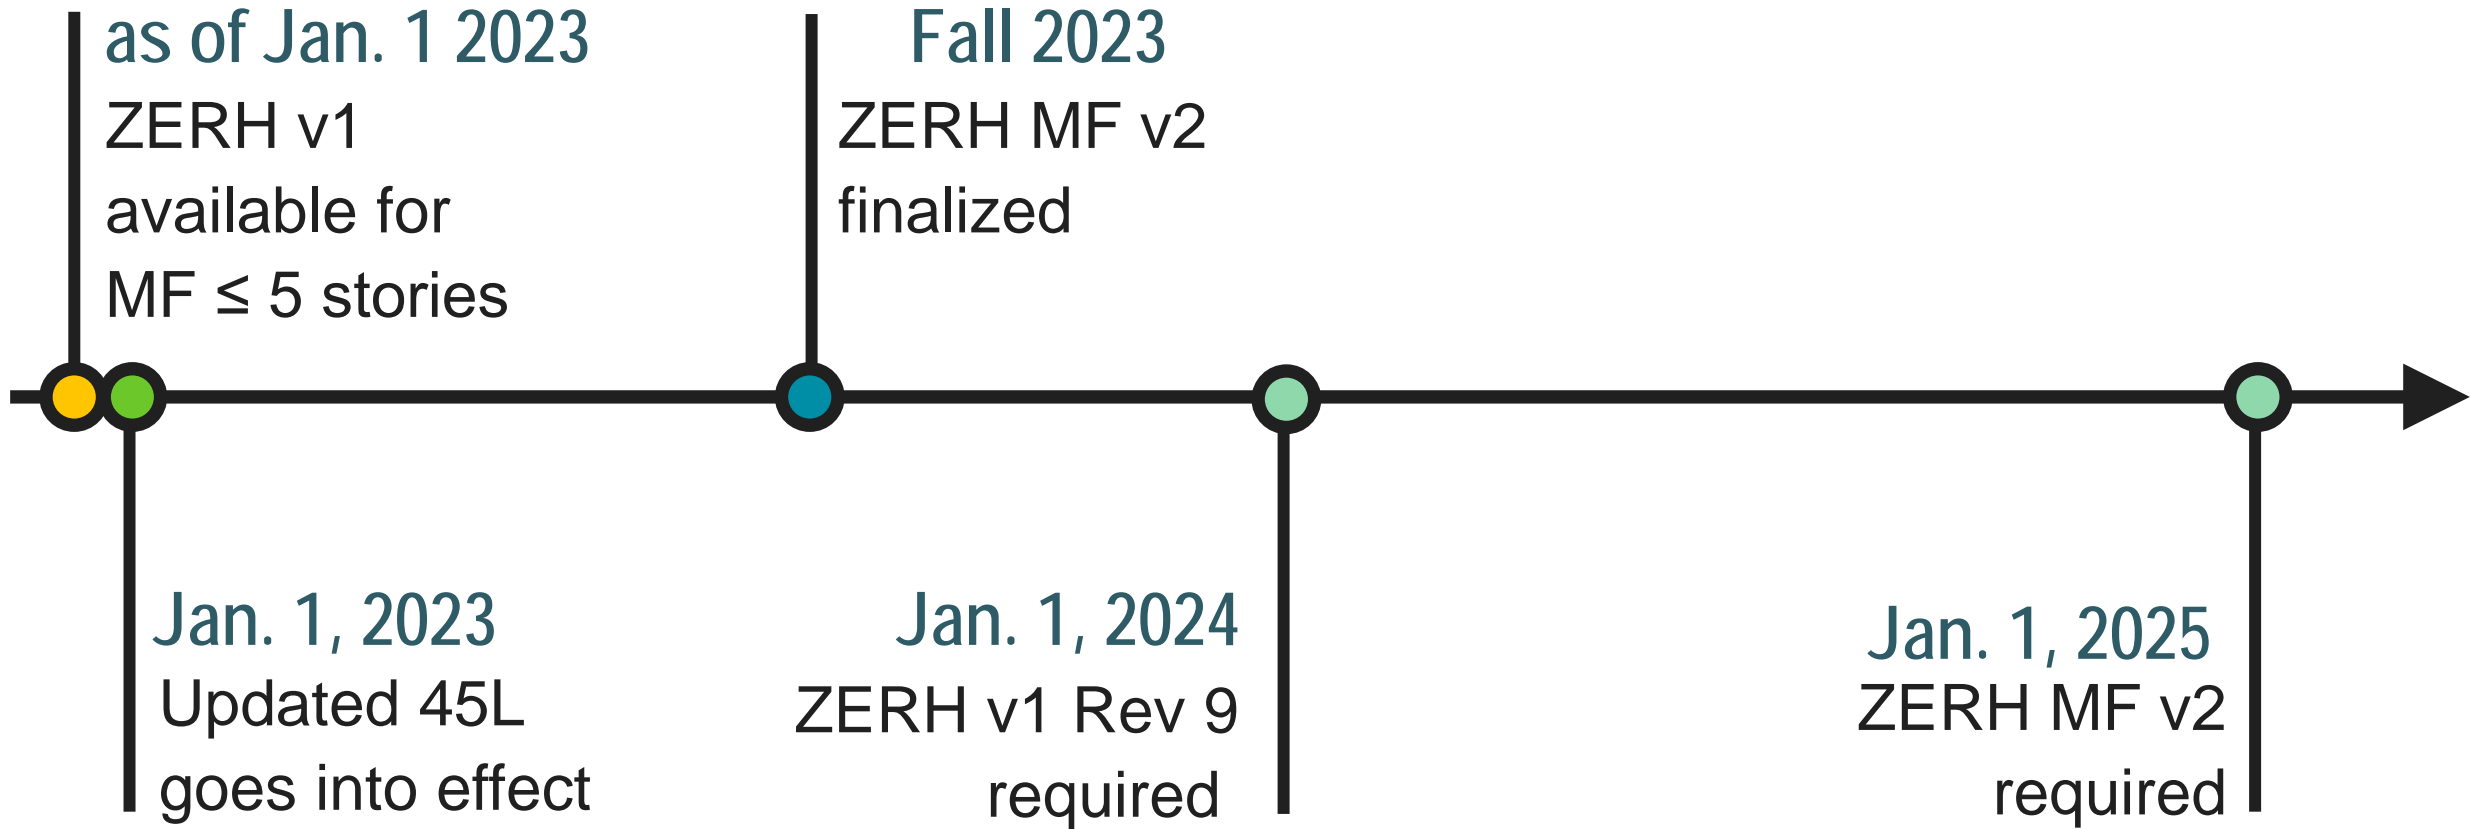 as of Jan. 1 2023
ZERH v1
available for
MF ≤ 5 stories
Fall 2023
ZERH MF v2
finalized
Jan. 1, 2023
Updated 45L
goes into effect
Jan. 1, 2024
ZERH v1 Rev 9
required
Jan. 1, 2025
ZERH MF v2
required